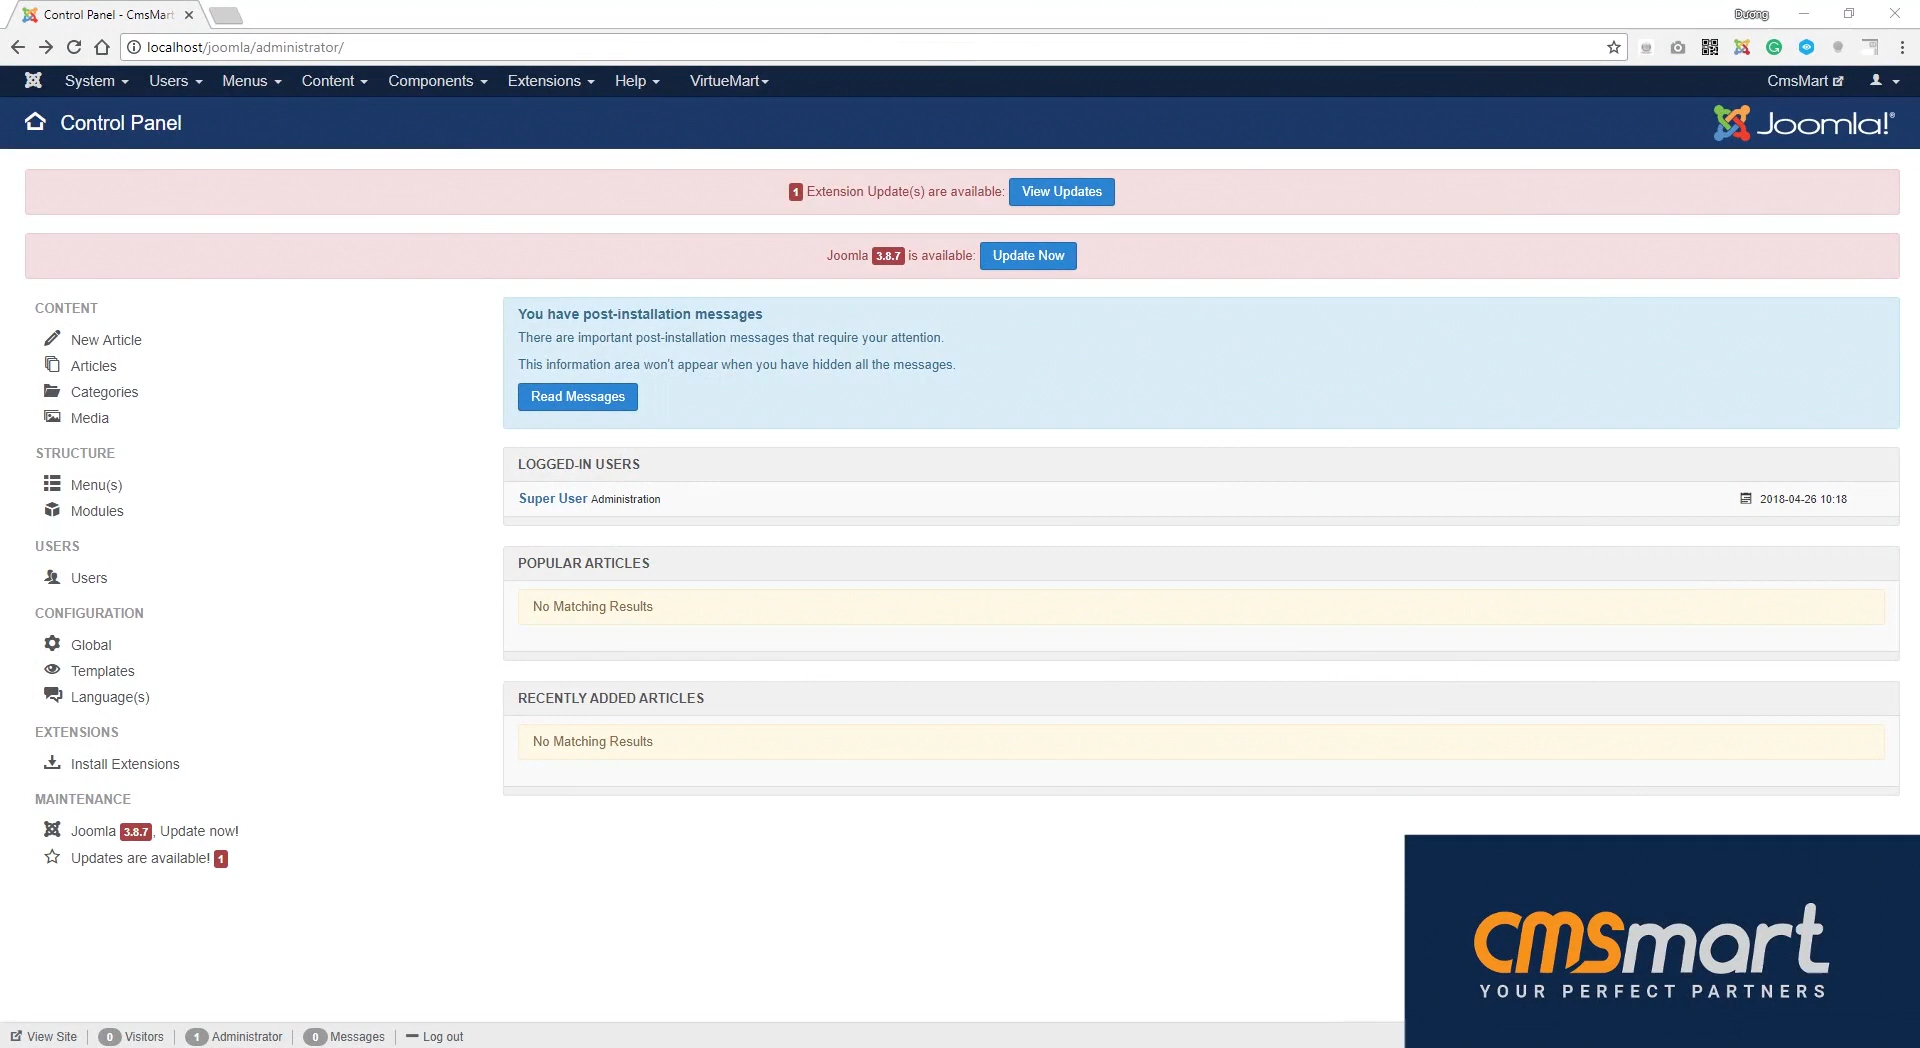 Control Panel - CmsMart
Dương
localhost/joomla/administrator/
System Users Menus Content Components Extensions Help VirtueMart CmsMart
Control Panel
Joomla!®
1 Extension Update(s) are available: View Updates
Joomla 3.8.7 is available: Update Now
CONTENT
New Article
Articles
Categories
Media
STRUCTURE
Menu(s)
Modules
USERS
Users
CONFIGURATION
Global
Templates
Language(s)
EXTENSIONS
Install Extensions
MAINTENANCE
Joomla 3.8.7, Update now!
Updates are available! 1
You have post-installation messages
There are important post-installation messages that require your attention.
This information area won't appear when you have hidden all the messages.
Read Messages
LOGGED-IN USERS
Super User Administration 2018-04-26 10:18
POPULAR ARTICLES
No Matching Results
RECENTLY ADDED ARTICLES
No Matching Results
cmsmart
YOUR PERFECT PARTNERS
View Site 0 Visitors 1 Administrator 0 Messages Log out